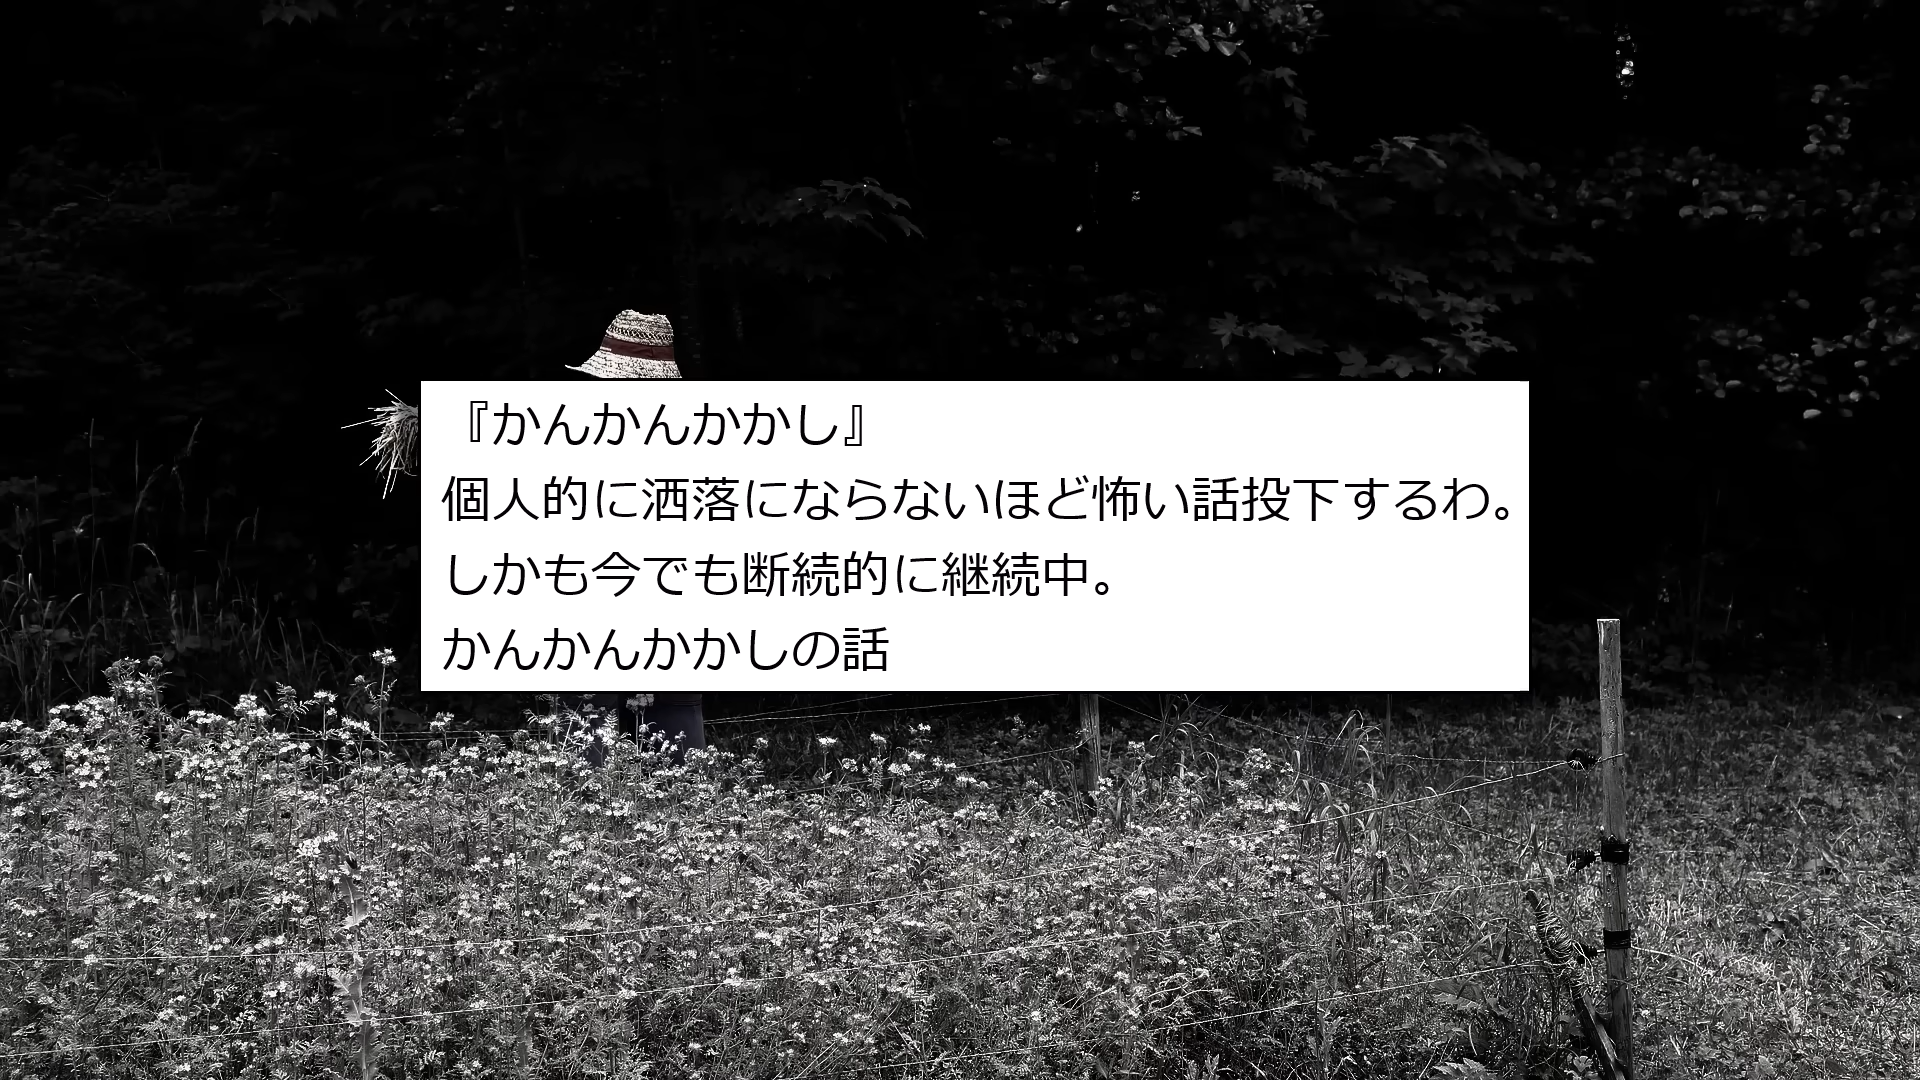 『かんかんかかし』
個人的に洒落にならないほど怖い話投下するわ。
しかも今でも断続的に継続中。
かんかんかかしの話